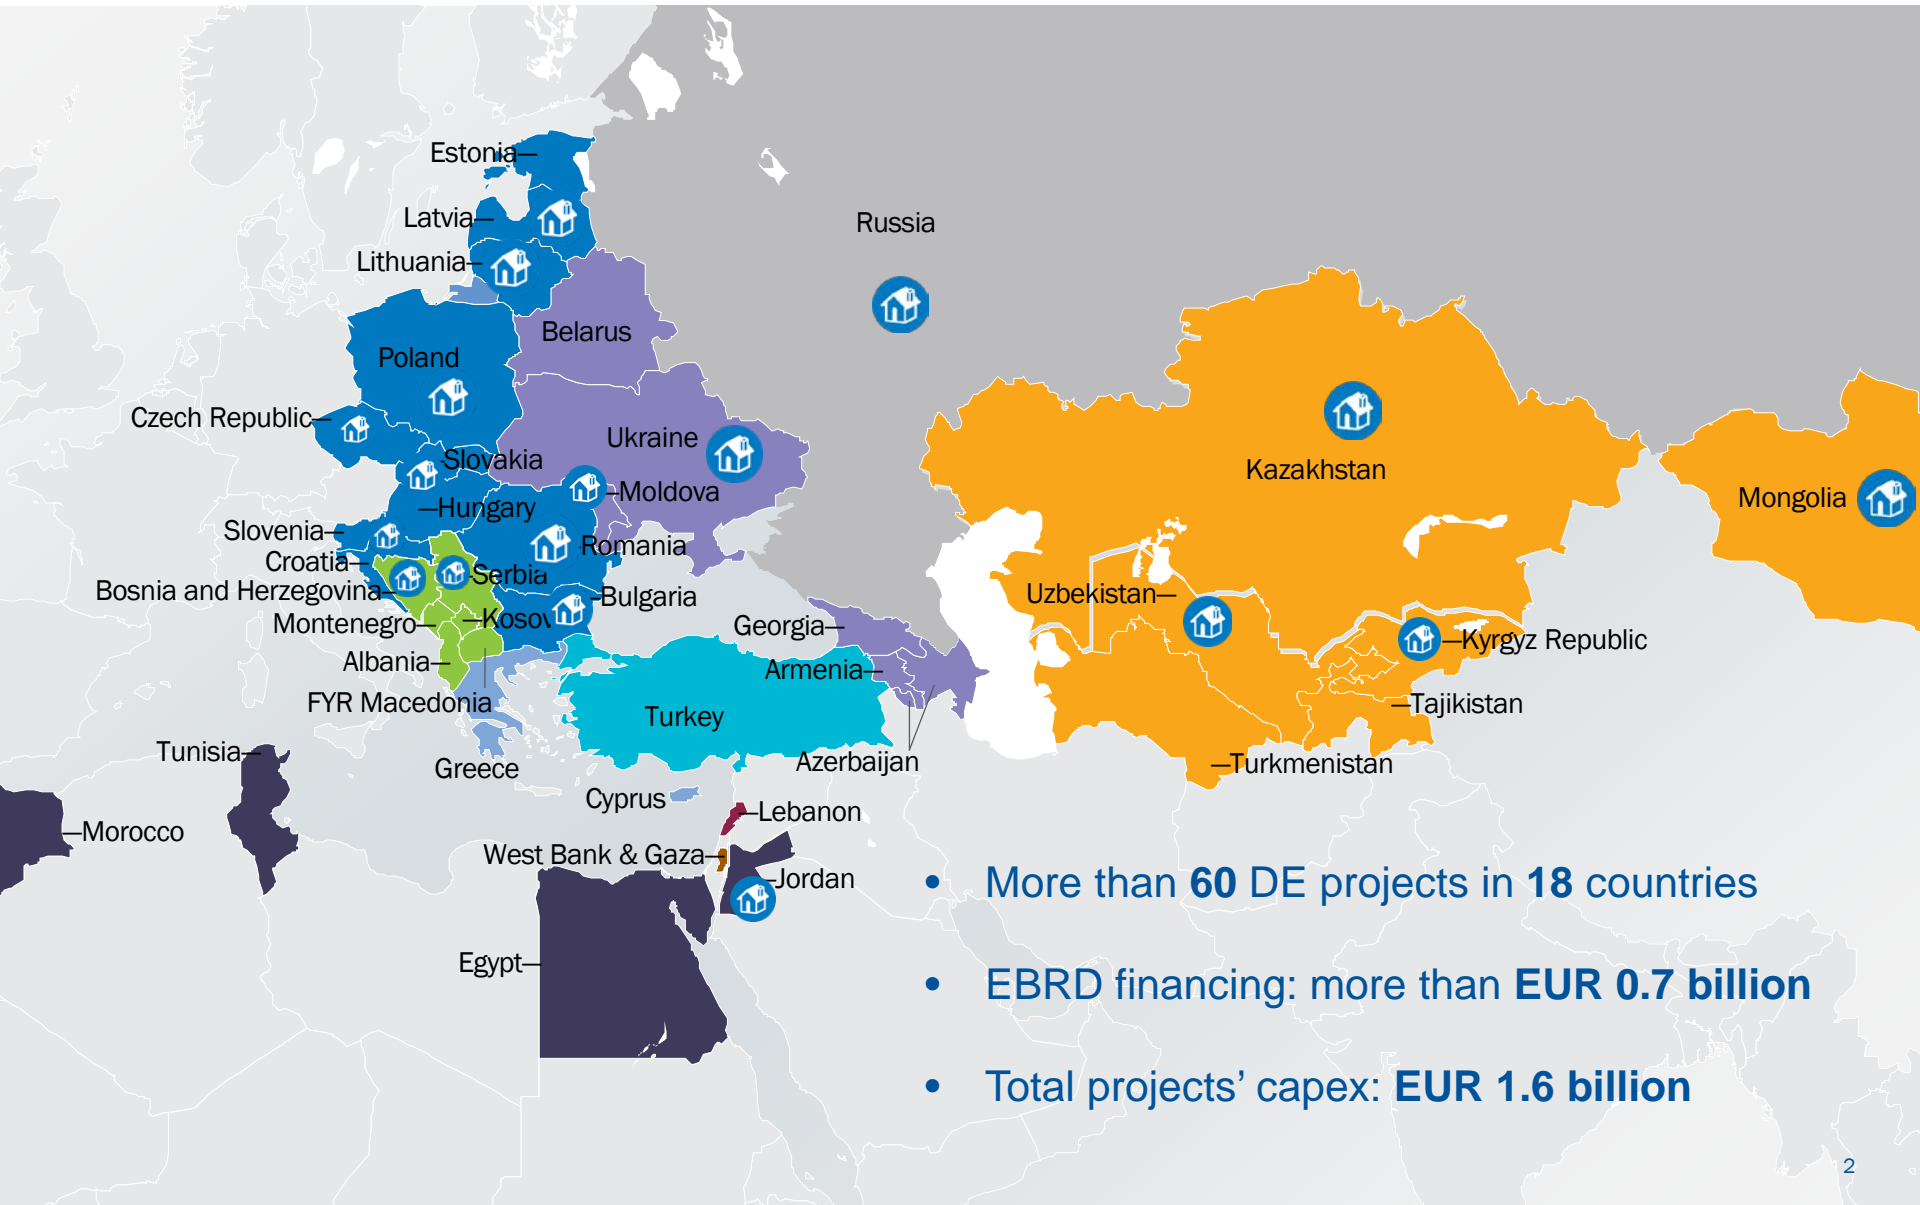 Estonia
Latvia
Russia
Lithuania
Belarus
Poland
Czech Republic
Ukraine
Slovakia
Kazakhstan
Moldova
Mongolia
Hungary
Slovenia
Romania
Croatia
Serbia
Bosnia and Herzegovina
Uzbekistan
Bulgaria
Kosov
Montenegro
Georgia
Kyrgyz Republic
Albania
Armenia
FYR Macedonia
Tajikistan
Turkey
Tunisia
Azerbaijan
Turkmenistan
Greece
Cyprus
Lebanon
Morocco
West Bank & Gaza
Jordan
Egypt
• More than 60 DE projects in 18 countries
• EBRD financing: more than EUR 0.7 billion
• Total projects’ capex: EUR 1.6 billion
2